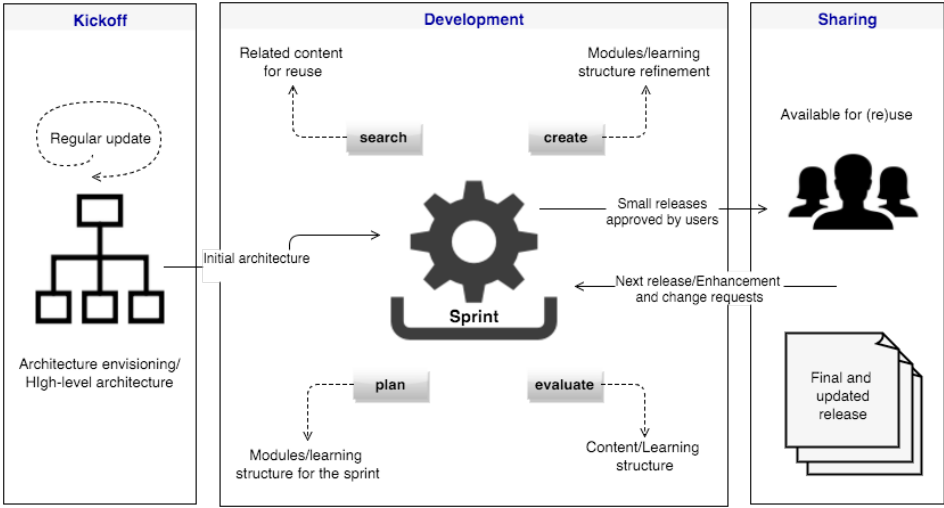 Kickoff
Regular update
Architecture envisioning/
HIgh-level architecture
Initial architecture
Development
Related content
for reuse
search
Modules/learning
structure refinement
create
Sprint
plan
Modules/learning
structure for the sprint
evaluate
Content/Learning
structure
Small releases
approved by users
Next release/Enhancement
and change requests
Sharing
Available for (re)use
Final and
updated
release